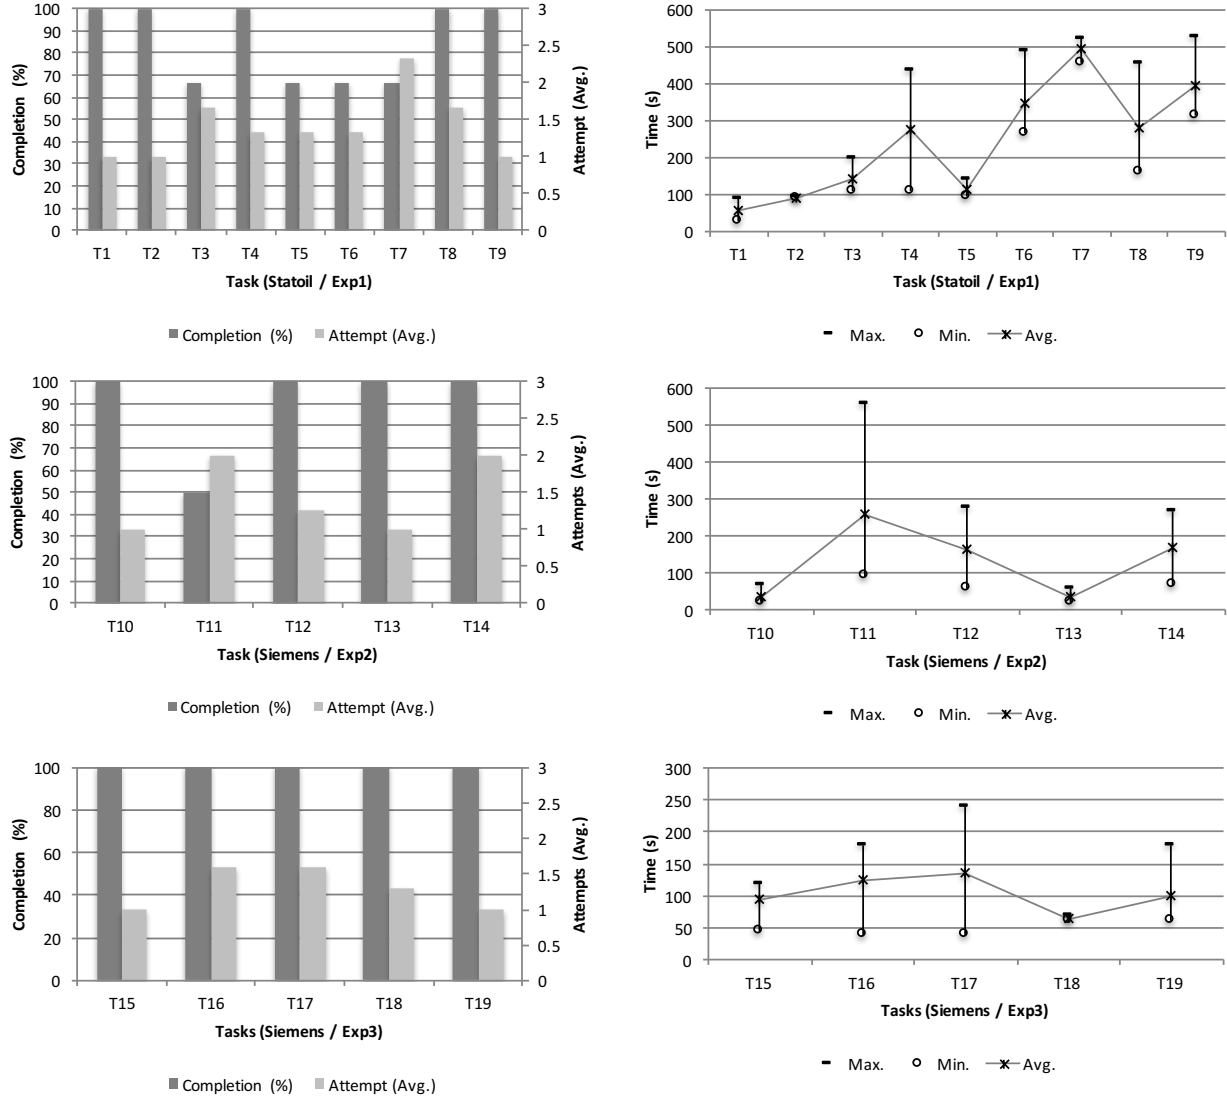 100
90
80
70
60
50
40
30
20
10
0
Completion (%)
3
2.5
2
1.5
1
0.5
0
Attempt (Avg.)
T1 T2 T3 T4 T5 T6 T7 T8 T9
Task (Statoil / Exp1)
Completion (%) Attempt (Avg.)
600
500
400
300
200
100
0
Time (s)
T1 T2 T3 T4 T5 T6 T7 T8 T9
Task (Statoil / Exp1)
Max. Min. Avg.
100
90
80
70
60
50
40
30
20
10
0
Completion (%)
3
2.5
2
1.5
1
0.5
0
Attempts (Avg.)
T10 T11 T12 T13 T14
Task (Siemens / Exp2)
Completion (%) Attempt (Avg.)
600
500
400
300
200
100
0
Time (s)
T10 T11 T12 T13 T14
Task (Siemens / Exp2)
Max. Min. Avg.
100
80
60
40
20
0
Completion (%)
3
2.5
2
1.5
1
0.5
0
Attempts (Avg.)
T15 T16 T17 T18 T19
Tasks (Siemens / Exp3)
Completion (%) Attempt (Avg.)
300
250
200
150
100
50
0
Time (s)
T15 T16 T17 T18 T19
Tasks (Siemens / Exp3)
Max. Min. Avg.